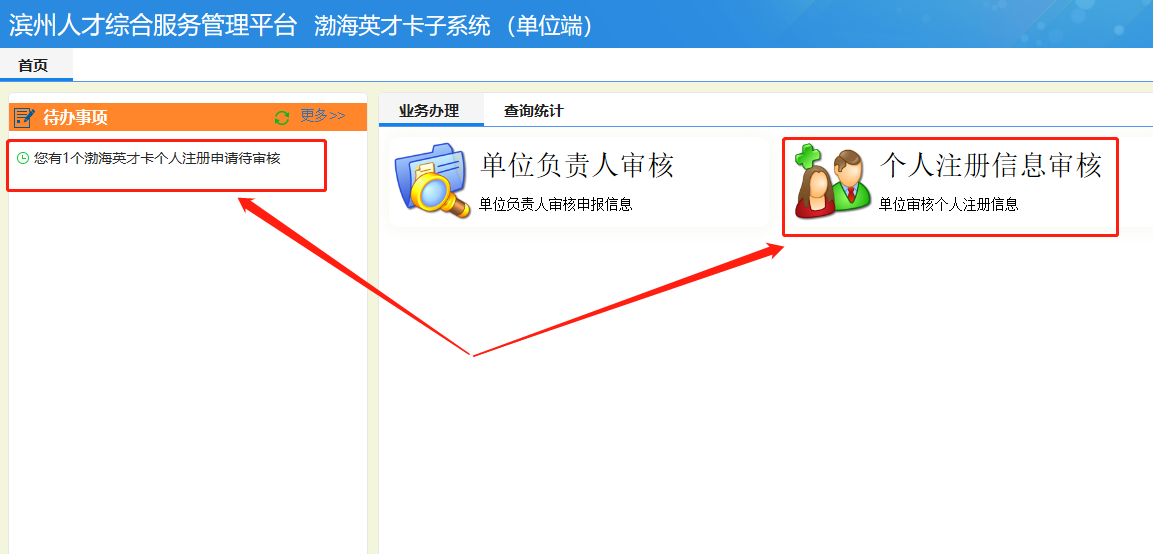 滨州人才综合服务管理平台 渤海英才卡子系统 （单位端）
首页
待办事项 更多>>
您有1个渤海英才卡个人注册申请待审核
业务办理 查询统计
单位负责人审核
单位负责人审核申报信息
个人注册信息审核
单位审核个人注册信息